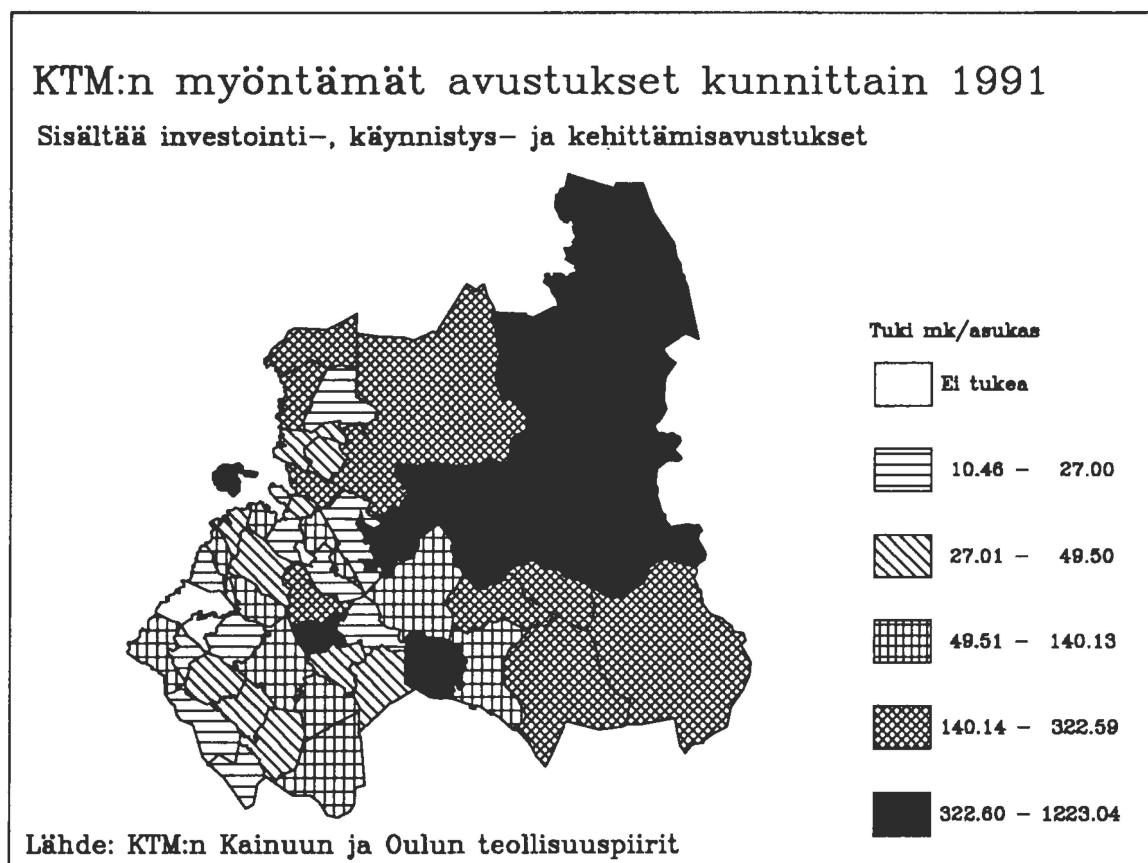 KTM:n myöntämät avustukset kunnittain 1991
Sisältää investointi-, käynnistys- ja kehittämisavustukset
Tuki mk/asukas
Ei tukea
10.46 - 27.00
27.01 - 49.50
49.51 - 140.13
140.14 - 322.59
322.60 - 1223.04
Lähde: KTM:n Kainuun ja Oulun teollisuuspiirit